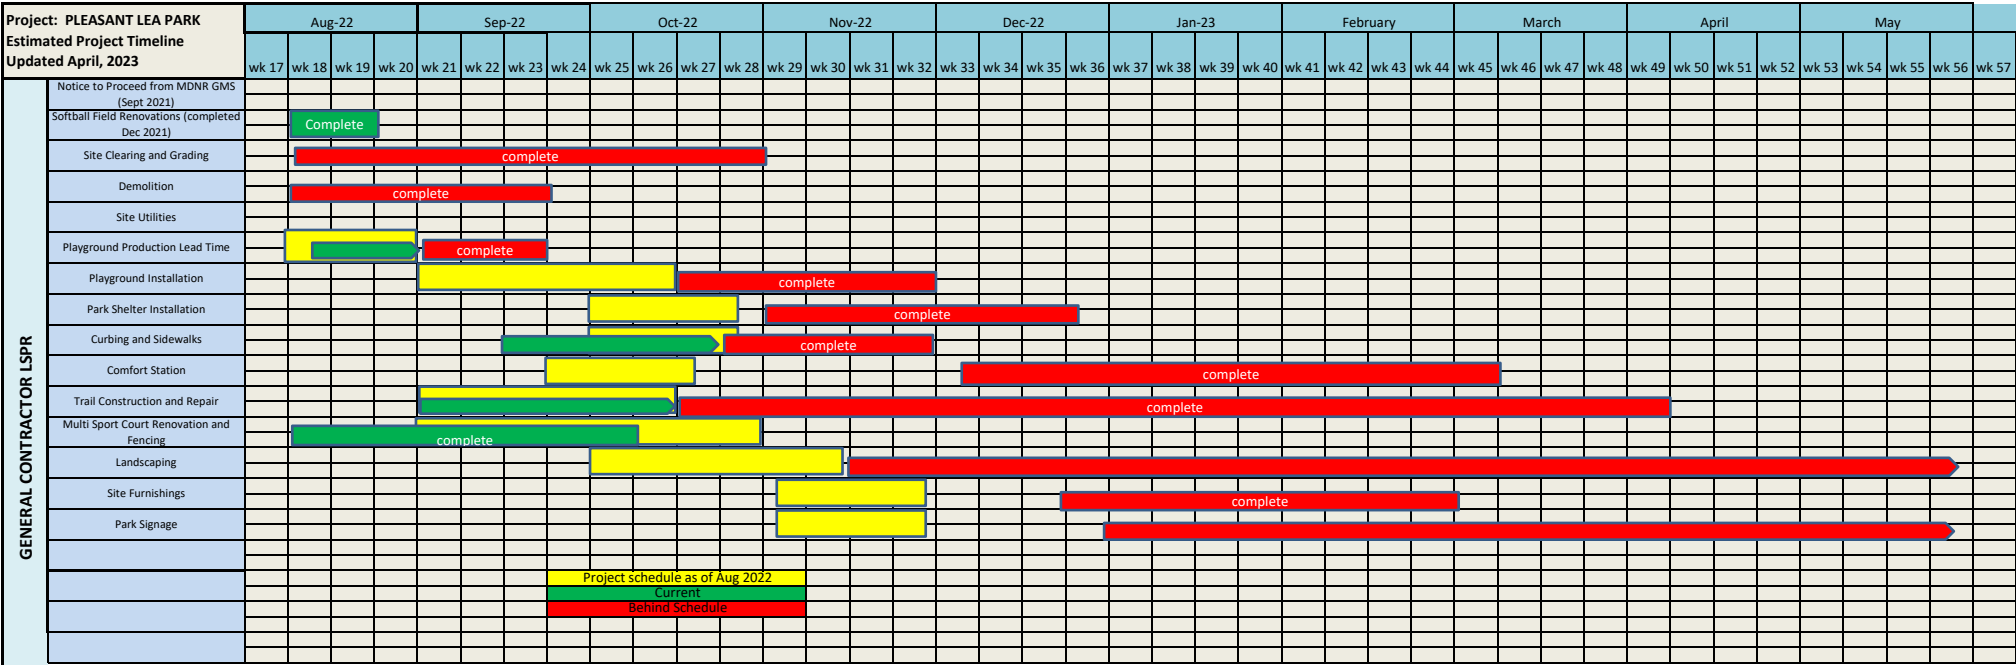 Project: PLEASANT LEA PARK
Estimated Project Timeline
Updated April, 2023
Aug-22 Sep-22 Oct-22 Nov-22 Dec-22 Jan-23 February March April May
wk 17 wk 18 wk 19 wk 20 wk 21 wk 22 wk 23 wk 24 wk 25 wk 26 wk 27 wk 28 wk 29 wk 30 wk 31 wk 32 wk 33 wk 34 wk 35 wk 36 wk 37 wk 38 wk 39 wk 40 wk 41 wk 42 wk 43 wk 44 wk 45 wk 46 wk 47 wk 48 wk 49 wk 50 wk 51 wk 52 wk 53 wk 54 wk 55 wk 56 wk 57
GENERAL CONTRACTOR LSPR
Notice to Proceed from MDNR GMS
(Sept 2021)
Softball Field Renovations (completed
Dec 2021)
Complete
Site Clearing and Grading
complete
Demolition
complete
Site Utilities
Playground Production Lead Time
complete
Playground Installation
complete
Park Shelter Installation
complete
Curbing and Sidewalks
complete
Comfort Station
complete
Trail Construction and Repair
complete
Multi Sport Court Renovation and
Fencing
complete
Landscaping
Site Furnishings
complete
Park Signage
Project schedule as of Aug 2022
Current
Behind Schedule